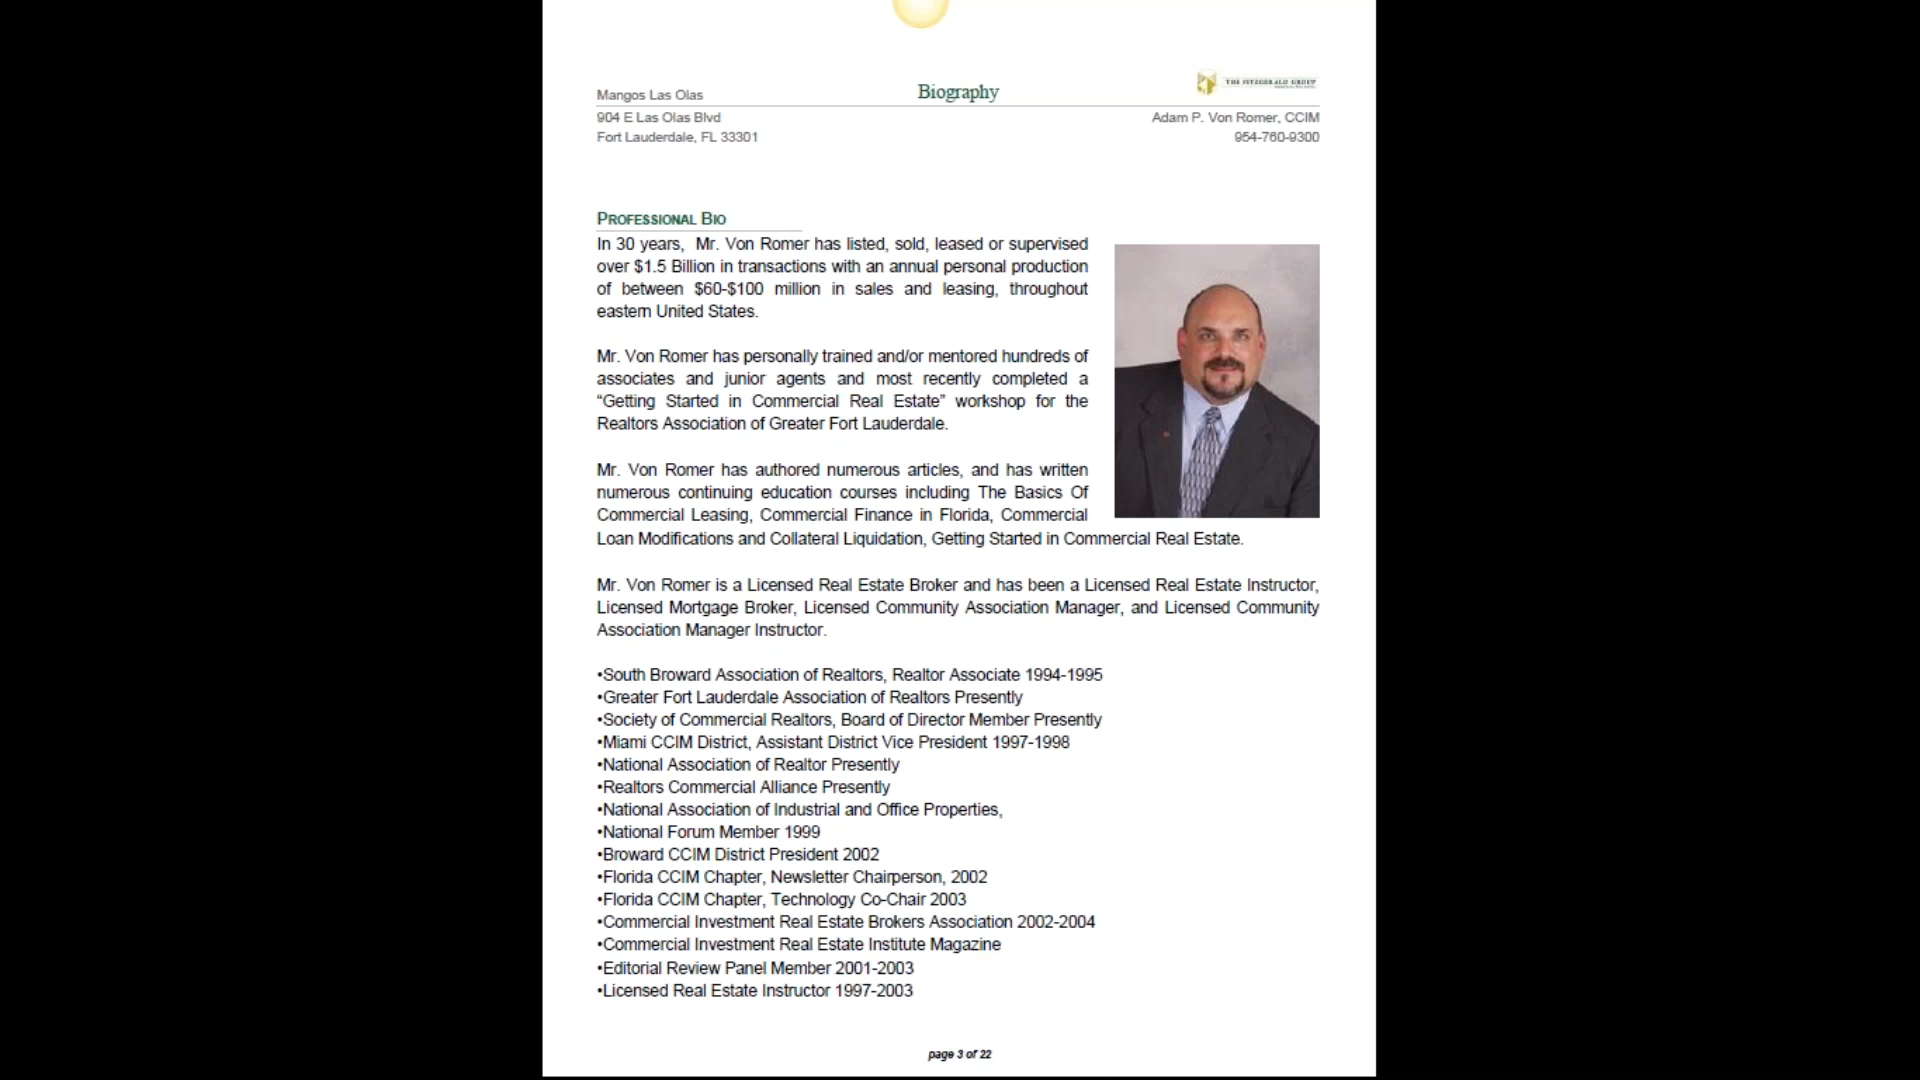 THE FITZGERALD GROUP
Mangos Las Olas
Biography
904 E Las Olas Blvd
Adam P. Von Romer, CCIM
Fort Lauderdale, FL 33301
954-760-9300
PROFESSIONAL BIO
In 30 years, Mr. Von Romer has listed, sold, leased or supervised
over $1.5 Billion in transactions with an annual personal production
of between $60-$100 million in sales and leasing, throughout
eastern United States.
Mr. Von Romer has personally trained and/or mentored hundreds of
associates and junior agents and most recently completed a
“Getting Started in Commercial Real Estate” workshop for the
Realtors Association of Greater Fort Lauderdale.
Mr. Von Romer has authored numerous articles, and has written
numerous continuing education courses including The Basics Of
Commercial Leasing, Commercial Finance in Florida, Commercial
Loan Modifications and Collateral Liquidation, Getting Started in Commercial Real Estate.
Mr. Von Romer is a Licensed Real Estate Broker and has been a Licensed Real Estate Instructor,
Licensed Mortgage Broker, Licensed Community Association Manager, and Licensed Community
Association Manager Instructor.
•South Broward Association of Realtors, Realtor Associate 1994-1995
•Greater Fort Lauderdale Association of Realtors Presently
•Society of Commercial Realtors, Board of Director Member Presently
•Miami CCIM District, Assistant District Vice President 1997-1998
•National Association of Realtor Presently
•Realtors Commercial Alliance Presently
•National Association of Industrial and Office Properties,
•National Forum Member 1999
•Broward CCIM District President 2002
•Florida CCIM Chapter, Newsletter Chairperson, 2002
•Florida CCIM Chapter, Technology Co-Chair 2003
•Commercial Investment Real Estate Brokers Association 2002-2004
•Commercial Investment Real Estate Institute Magazine
•Editorial Review Panel Member 2001-2003
•Licensed Real Estate Instructor 1997-2003
page 3 of 22